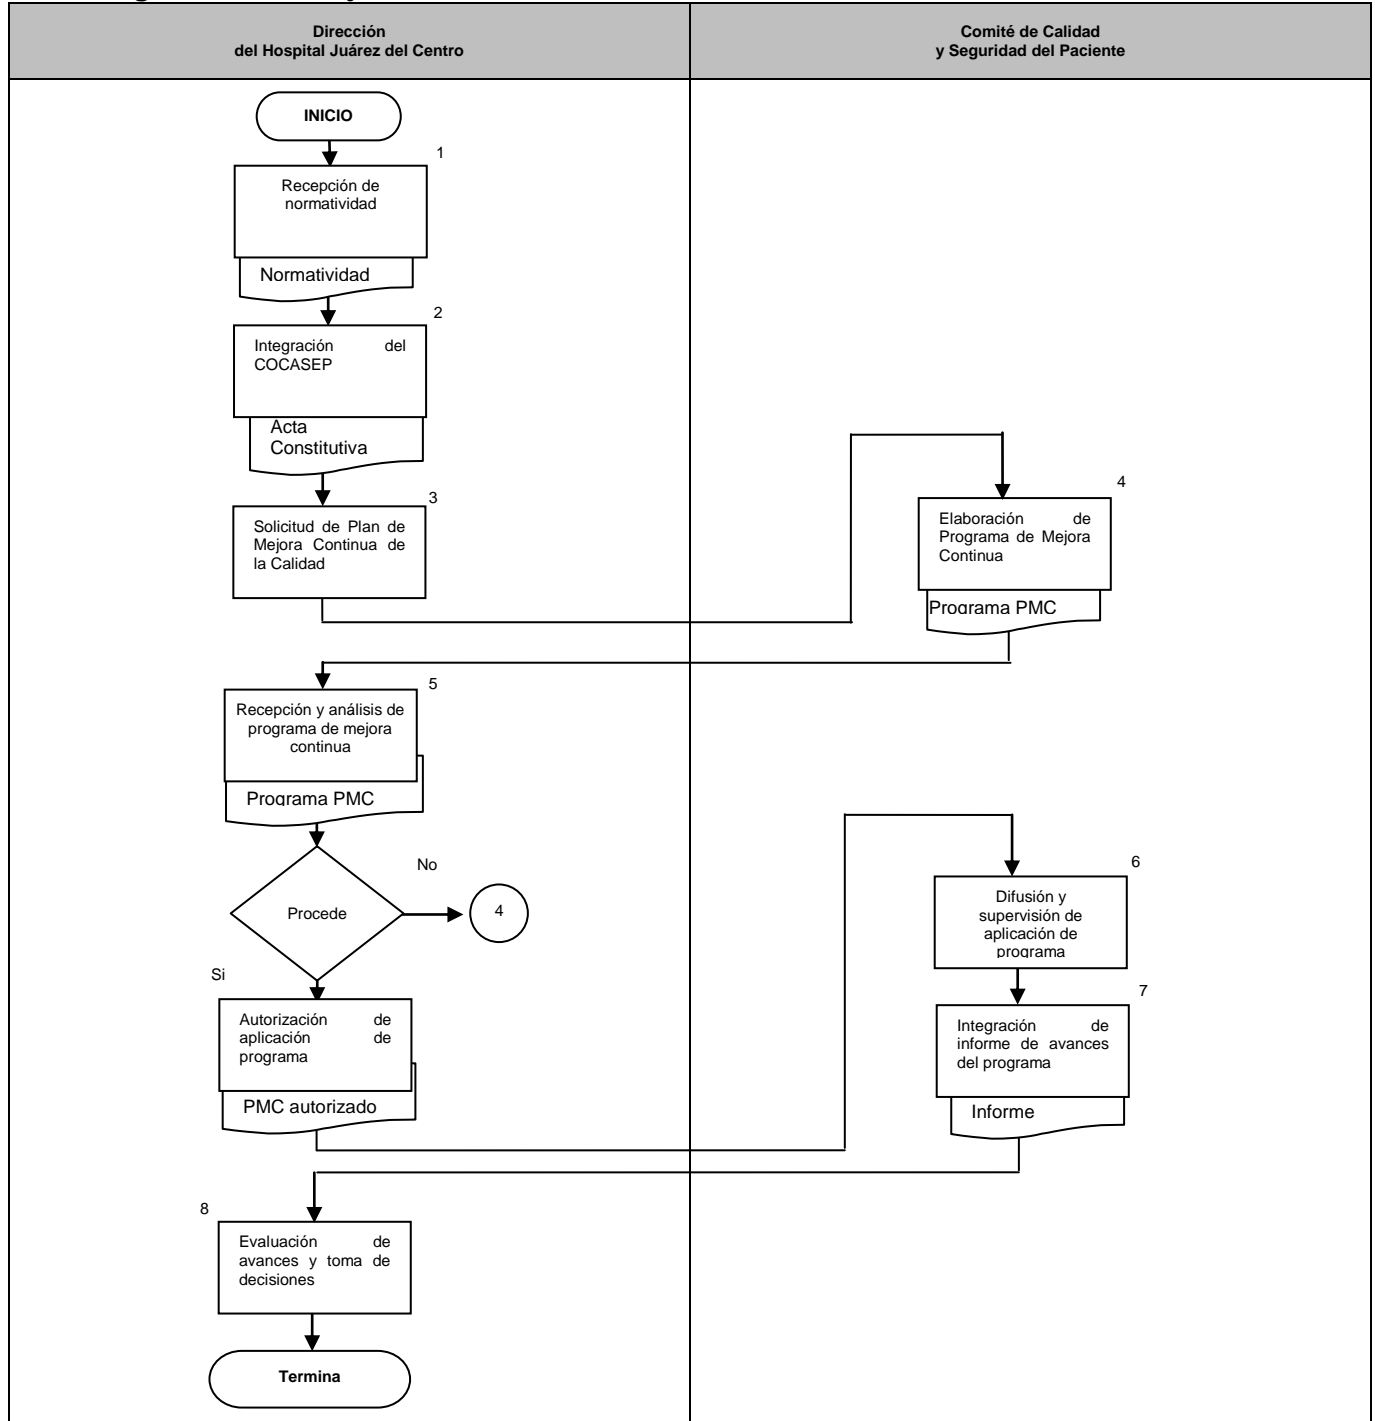 Dirección
del Hospital Juárez del Centro
Comité de Calidad
y Seguridad del Paciente
INICIO
1
Recepción de
normatividad
Normatividad
2
Integración del
COCASEP
Acta
Constitutiva
3
Solicitud de Plan de
Mejora Continua de
la Calidad
4
Elaboración de
Programa de Mejora
Continua
Programa PMC
5
Recepción y análisis de
programa de mejora
continua
Programa PMC
Procede
No
4
Si
Autorización de
aplicación de
programa
PMC autorizado
6
Difusión y
supervisión de
aplicación de
programa
7
Integración de
informe de avances
del programa
Informe
8
Evaluación de
avances y toma de
decisiones
Termina